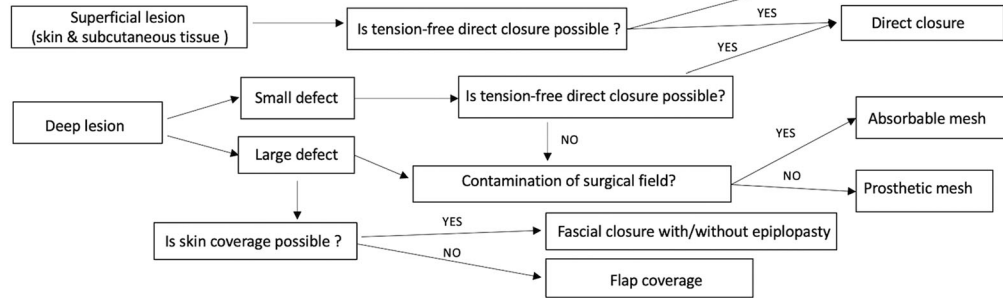 Superficial lesion
(skin & subcutaneous tissue )
Is tension-free direct closure possible ?
YES
Direct closure
YES
Deep lesion
Small defect
Is tension-free direct closure possible?
NO
Large defect
Contamination of surgical field?
YES
Absorbable mesh
NO
Prosthetic mesh
Is skin coverage possible ?
YES
Fascial closure with/without epiplopasty
NO
Flap coverage